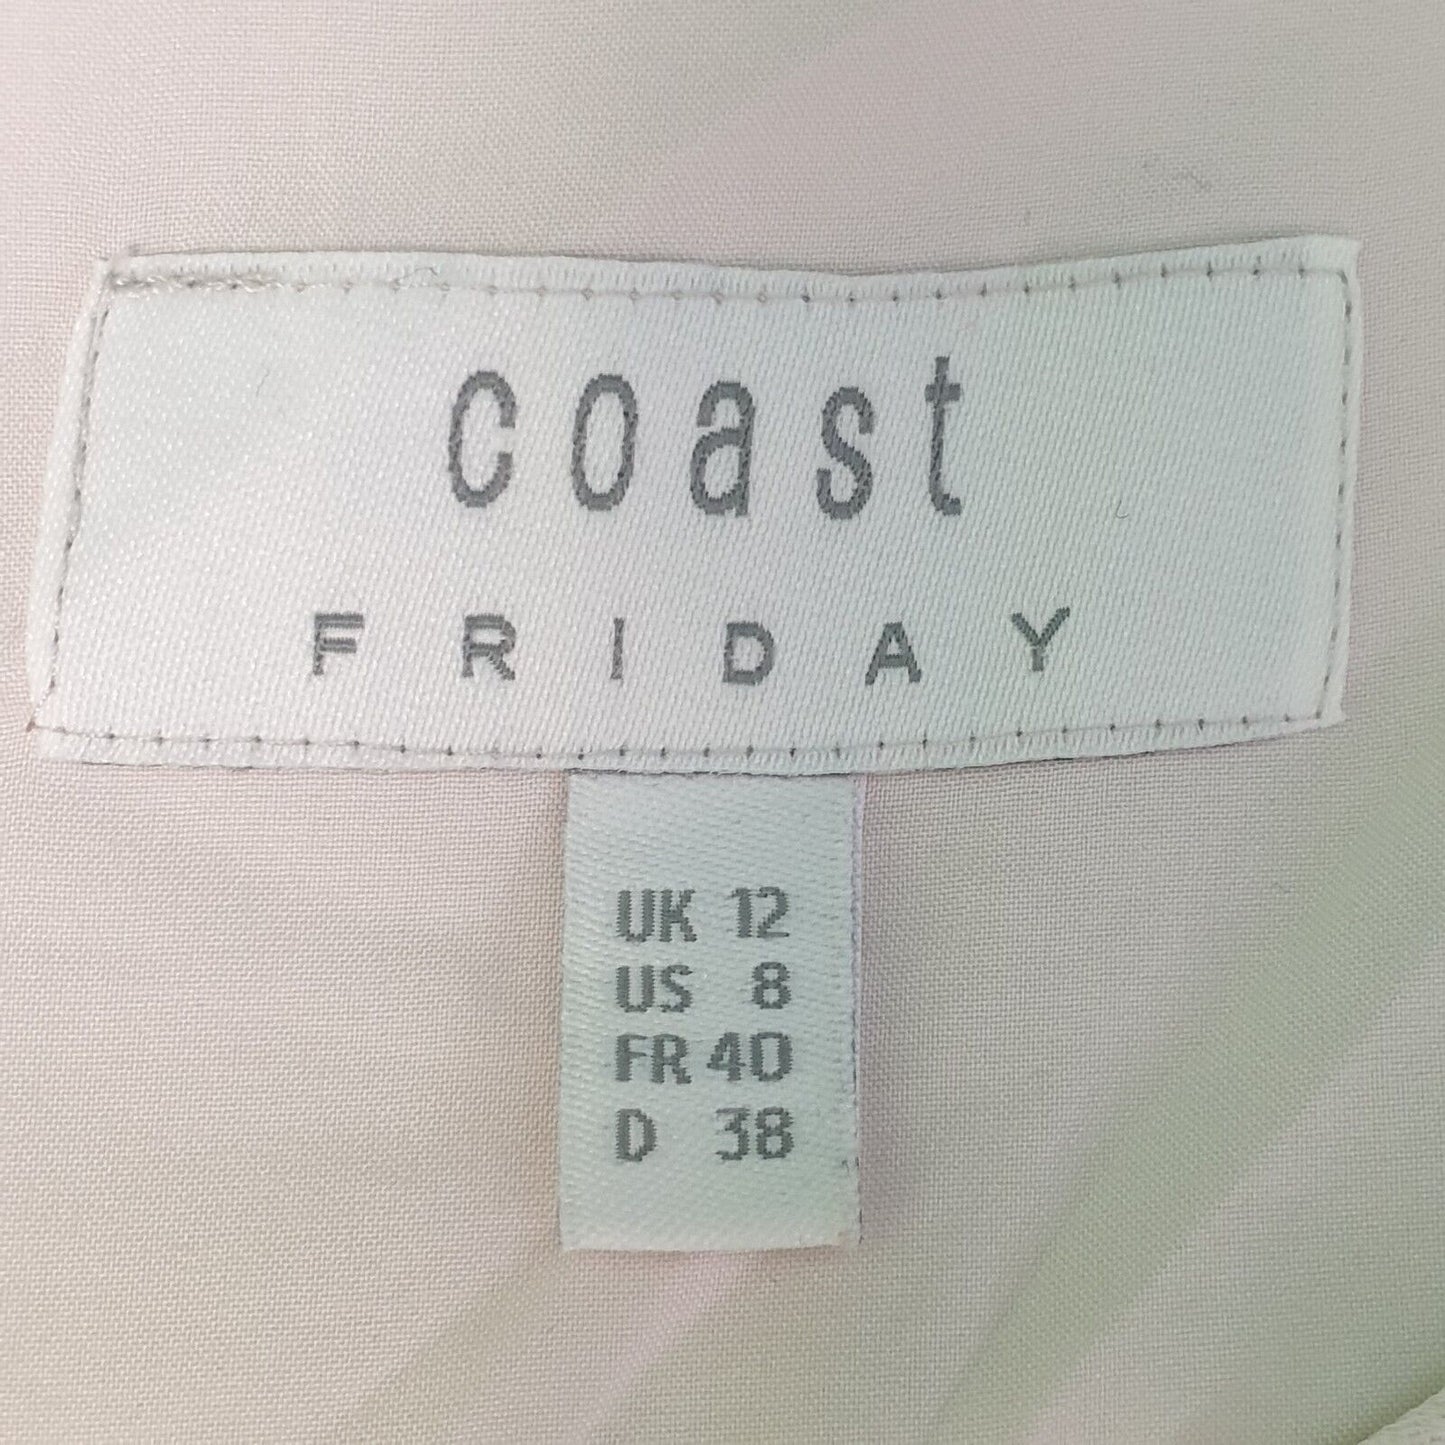 coast
FRIDAY
UK 12
US 8
FR 40
D 38